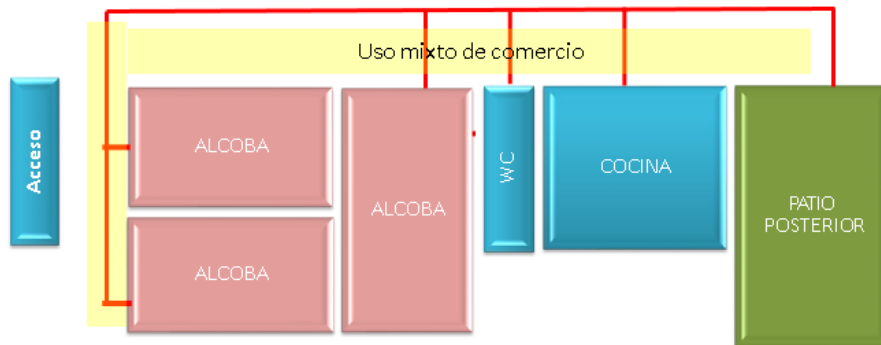 Uso mixto de comercio
Acceso
ALCOBA
ALCOBA
ALCOBA
WC
COCINA
PATIO
POSTERIOR